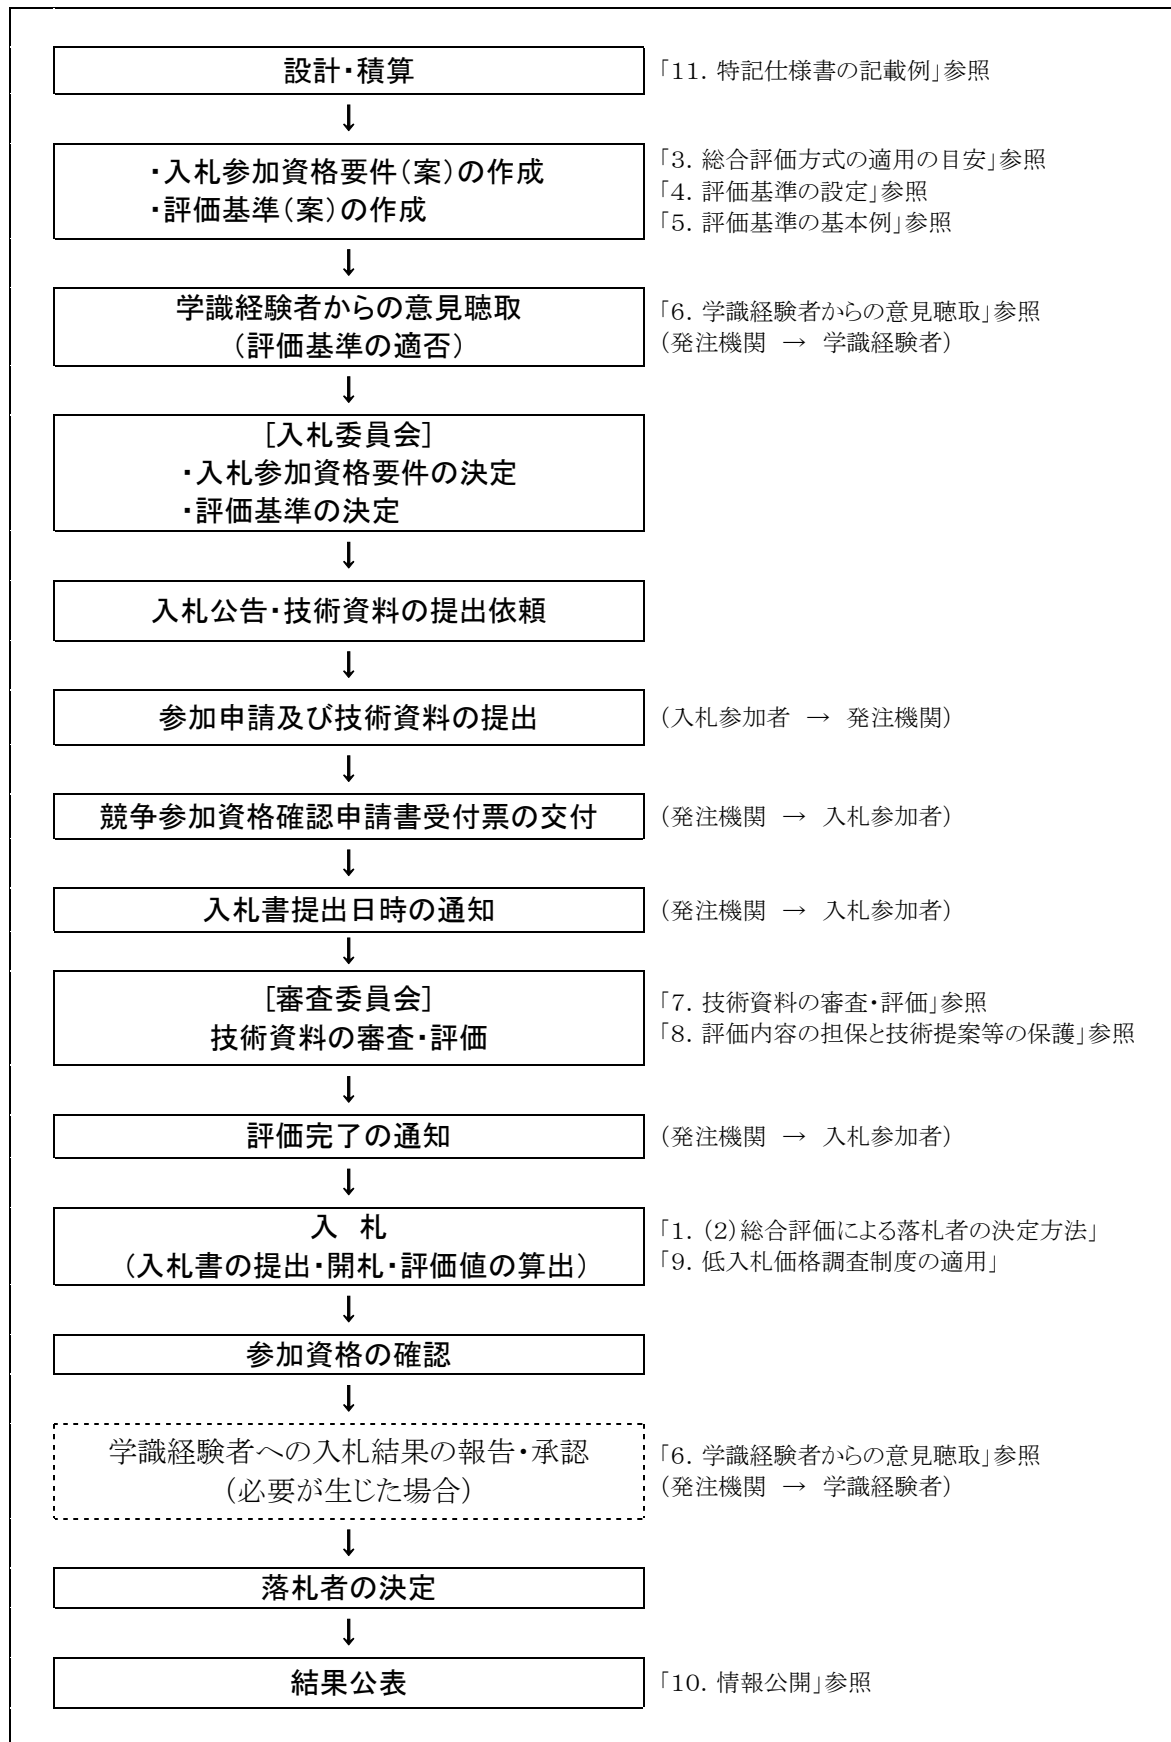 設計・積算
「11．特記仕様書の記載例」参照
↓
・入札参加資格要件（案）の作成
・評価基準（案）の作成
「3．総合評価方式の適用の目安」参照
「4．評価基準の設定」参照
「5．評価基準の基本例」参照
↓
学識経験者からの意見聴取
（評価基準の適否）
「6．学識経験者からの意見聴取」参照
（発注機関　→　学識経験者）
↓
［入札委員会］
・入札参加資格要件の決定
・評価基準の決定
↓
入札公告・技術資料の提出依頼
↓
参加申請及び技術資料の提出
（入札参加者　→　発注機関）
↓
競争参加資格確認申請書受付票の交付
（発注機関　→　入札参加者）
↓
入札書提出日時の通知
（発注機関　→　入札参加者）
↓
［審査委員会］
技術資料の審査・評価
「7．技術資料の審査・評価」参照
「8．評価内容の担保と技術提案等の保護」参照
↓
評価完了の通知
（発注機関　→　入札参加者）
↓
入　札
（入札書の提出・開札・評価値の算出）
「1．（2）総合評価による落札者の決定方法」
「9．低入札価格調査制度の適用」
↓
参加資格の確認
↓
学識経験者への入札結果の報告・承認
（必要が生じた場合）
「6．学識経験者からの意見聴取」参照
（発注機関　→　学識経験者）
↓
落札者の決定
↓
結果公表
「10．情報公開」参照